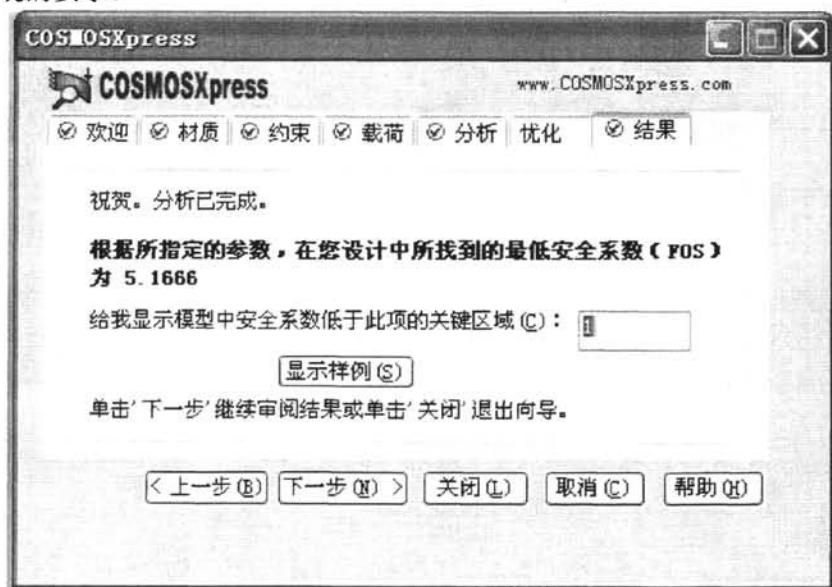 COSMOSXpress
COSMOSXpress
www.COSMOSXpress.com
欢迎 材质 约束 载荷 分析 优化 结果
祝贺。分析已完成。
根据所指定的参数，在您设计中所找到的最低安全系数（FOS）
为 5.1666
给我显示模型中安全系数低于此项的关键区域(C)： 1
显示样例(S)
单击'下一步'继续审阅结果或单击'关闭'退出向导。
< 上一步(B) 下一步(N) > 关闭(L) 取消(C) 帮助(H)